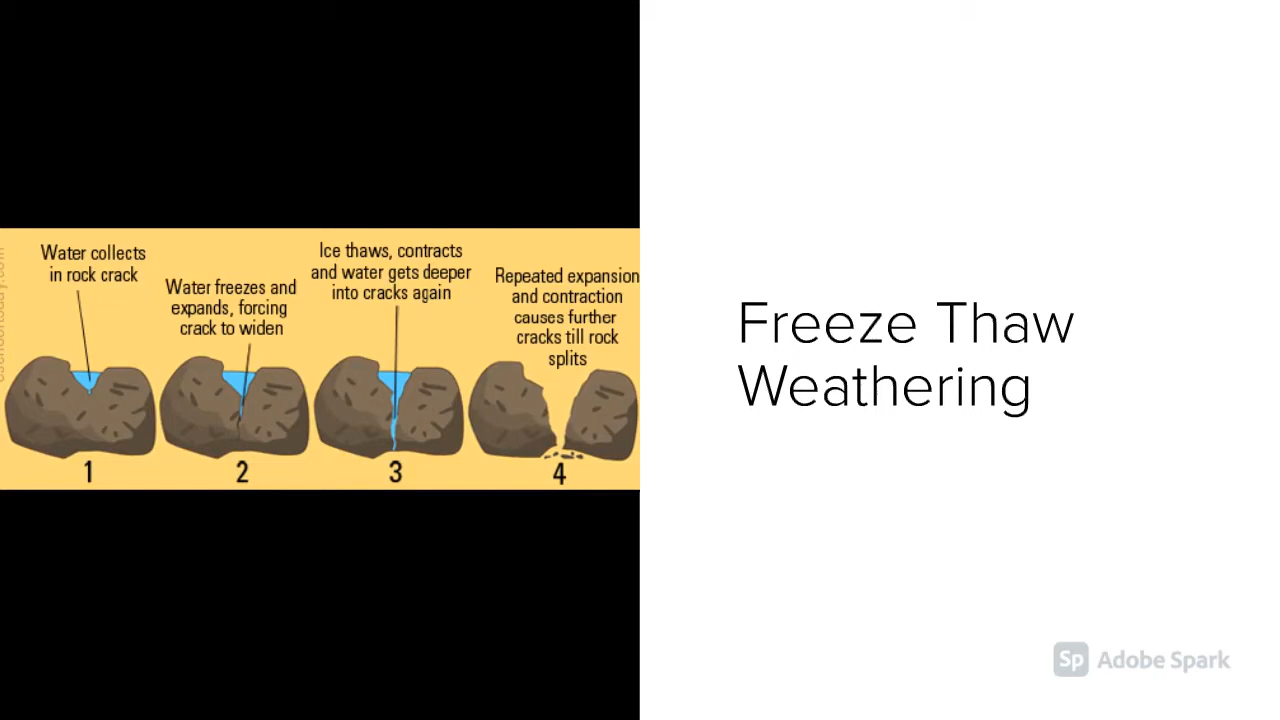 Water collects
in rock crack
Water freezes and
expands, forcing
crack to widen
Ice thaws, contracts
and water gets deeper
into cracks again
Repeated expansion
and contraction
causes further
cracks till rock
splits
1
2
3
4
Freeze Thaw
Weathering
Sp Adobe Spark